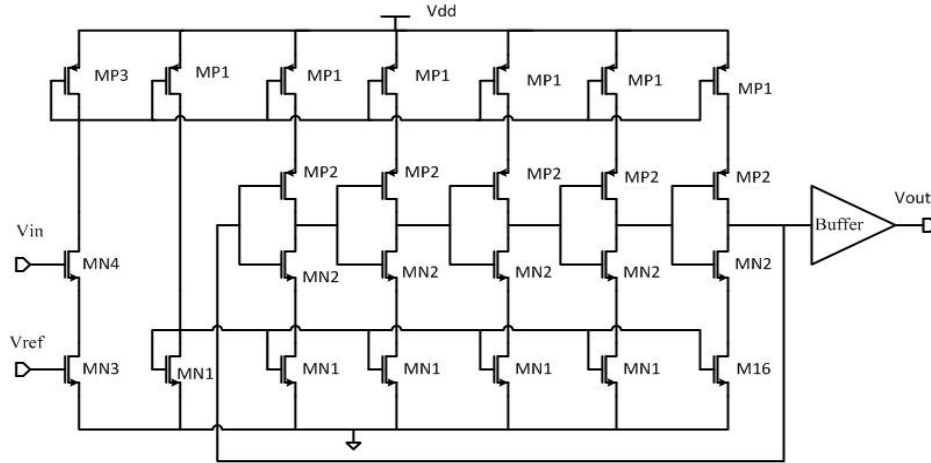 Vdd
MP3
MP1
MP1
MP1
MP1
MP1
MP1
MP2
MP2
MP2
MP2
MP2
Vin
Buffer
Vout
MN4
MN2
MN2
MN2
MN2
MN2
Vref
MN3
MN1
MN1
MN1
MN1
MN1
M16